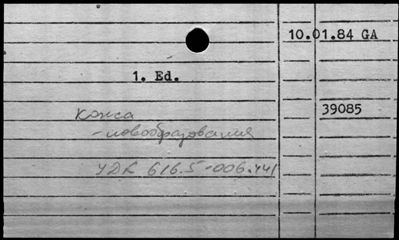 10.01.84 GA
1. Ed.
39085
кожа
-новообразования
УДК 616.5-006.441